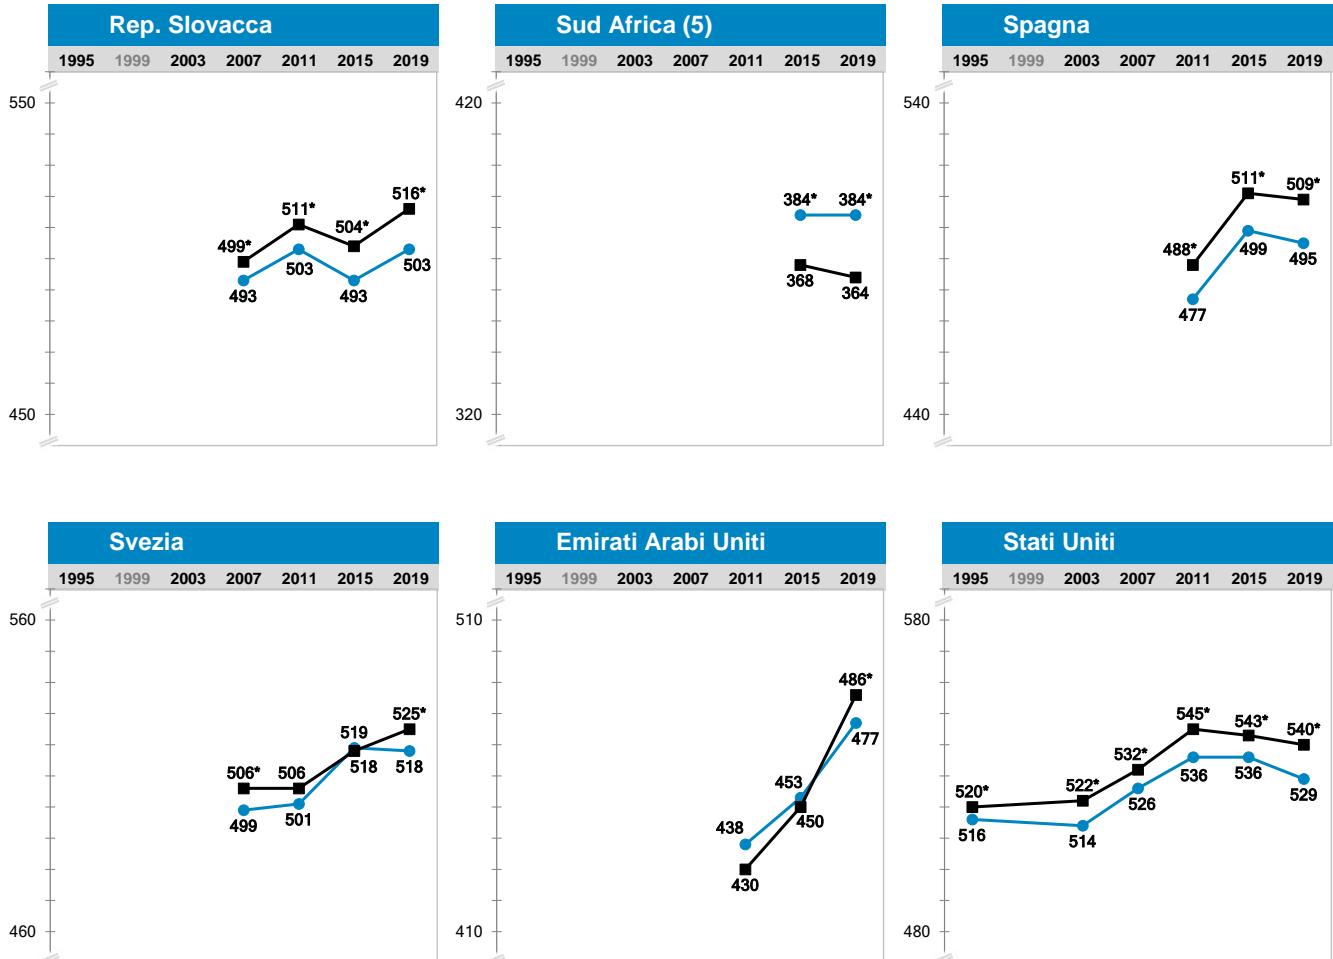 Rep. Slovacca
Sud Africa (5)
Spagna
1995 1999 2003 2007 2011 2015 2019
1995 1999 2003 2007 2011 2015 2019
1995 1999 2003 2007 2011 2015 2019
550
499* 511* 504* 516*
493 503 493 503
450
420
384* 384*
368 364
320
540
488* 511* 509*
477 499 495
440
Svezia
Emirati Arabi Uniti
Stati Uniti
1995 1999 2003 2007 2011 2015 2019
1995 1999 2003 2007 2011 2015 2019
1995 1999 2003 2007 2011 2015 2019
560
506* 506 519 525*
499 501 518 518
460
510
438 453 486*
430 450 477
410
580
520* 522* 532* 545* 543* 540*
516 514 526 536 536 529
480